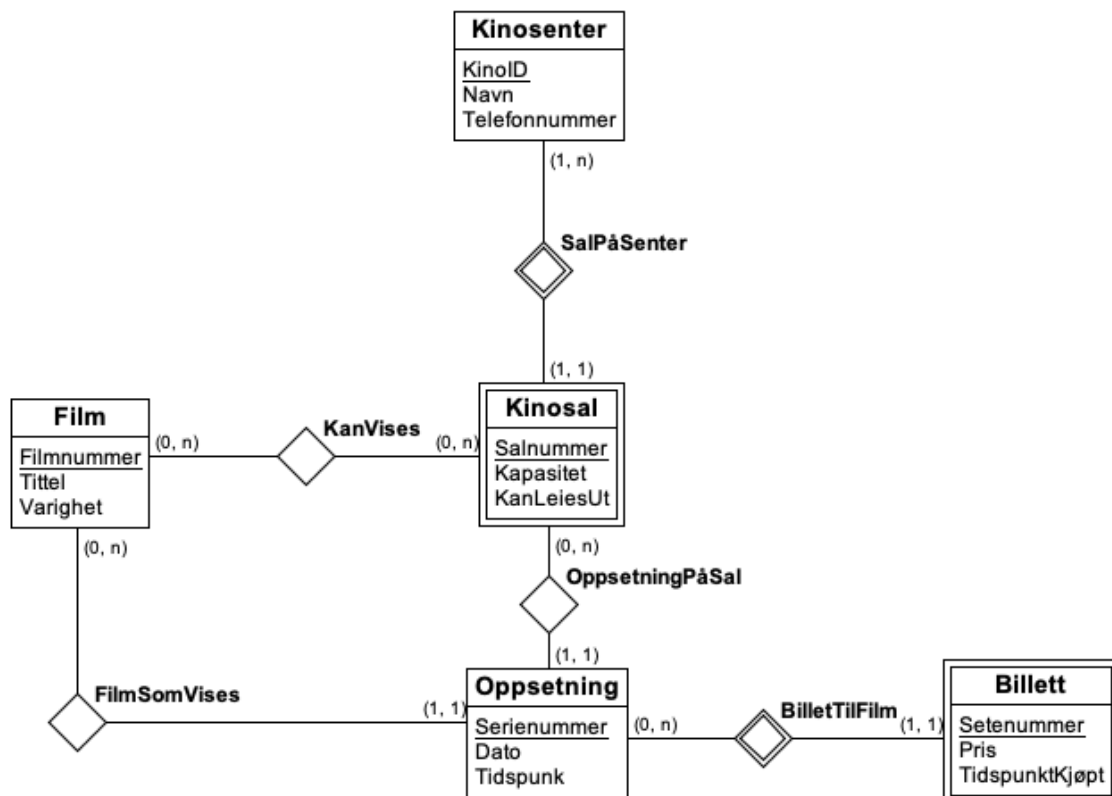 Kinosenter
KinoID
Navn
Telefonnummer
(1, n)
SalPåSenter
(1, 1)
Film
Filmnummer
Tittel
Varighet
(0, n)
KanVises
(0, n)
Kinosal
Salnummer
Kapasitet
KanLeiesUt
(0, n)
(0, n)
OppsetningPåSal
(1, 1)
FilmSomVises
(1, 1)
Oppsetning
Serienummer
Dato
Tidspunk
(0, n)
BilletTilFilm
(1, 1)
Billett
Setenummer
Pris
TidspunktKjøpt